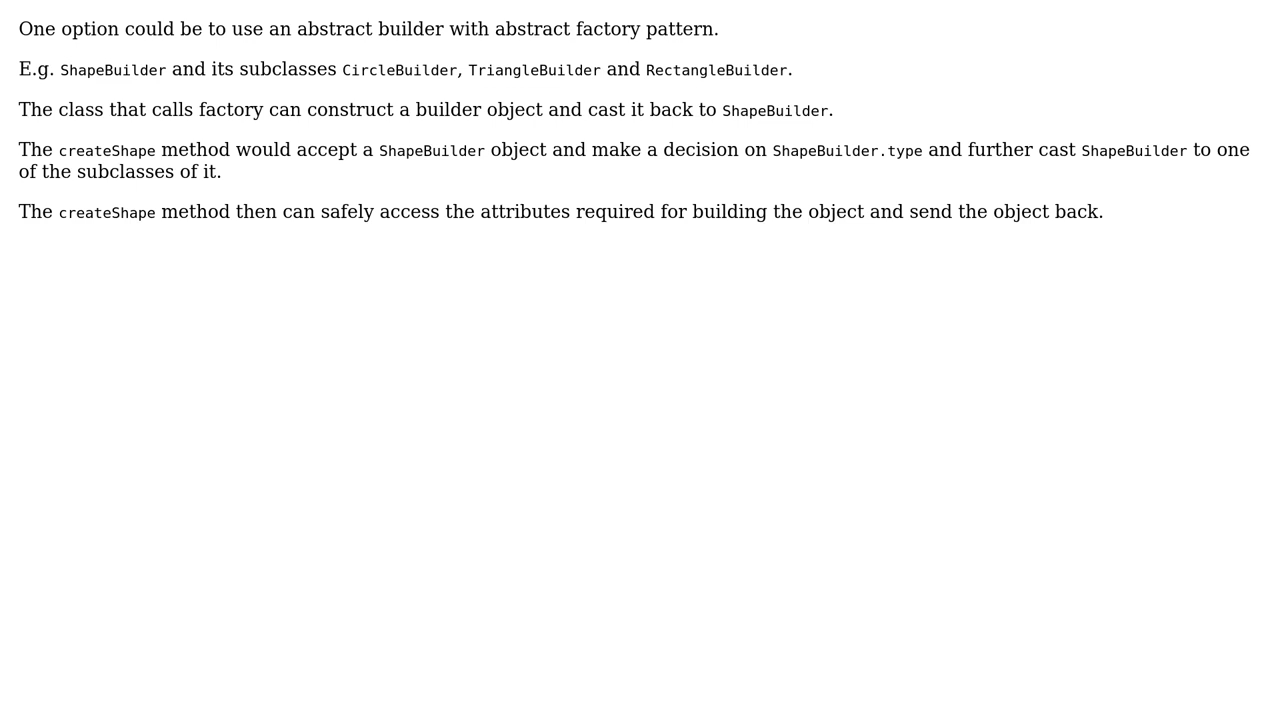 One option could be to use an abstract builder with abstract factory pattern.
E.g. ShapeBuilder and its subclasses CircleBuilder, TriangleBuilder and RectangleBuilder.
The class that calls factory can construct a builder object and cast it back to ShapeBuilder.
The createShape method would accept a ShapeBuilder object and make a decision on ShapeBuilder.type and further cast ShapeBuilder to one
of the subclasses of it.
The createShape method then can safely access the attributes required for building the object and send the object back.